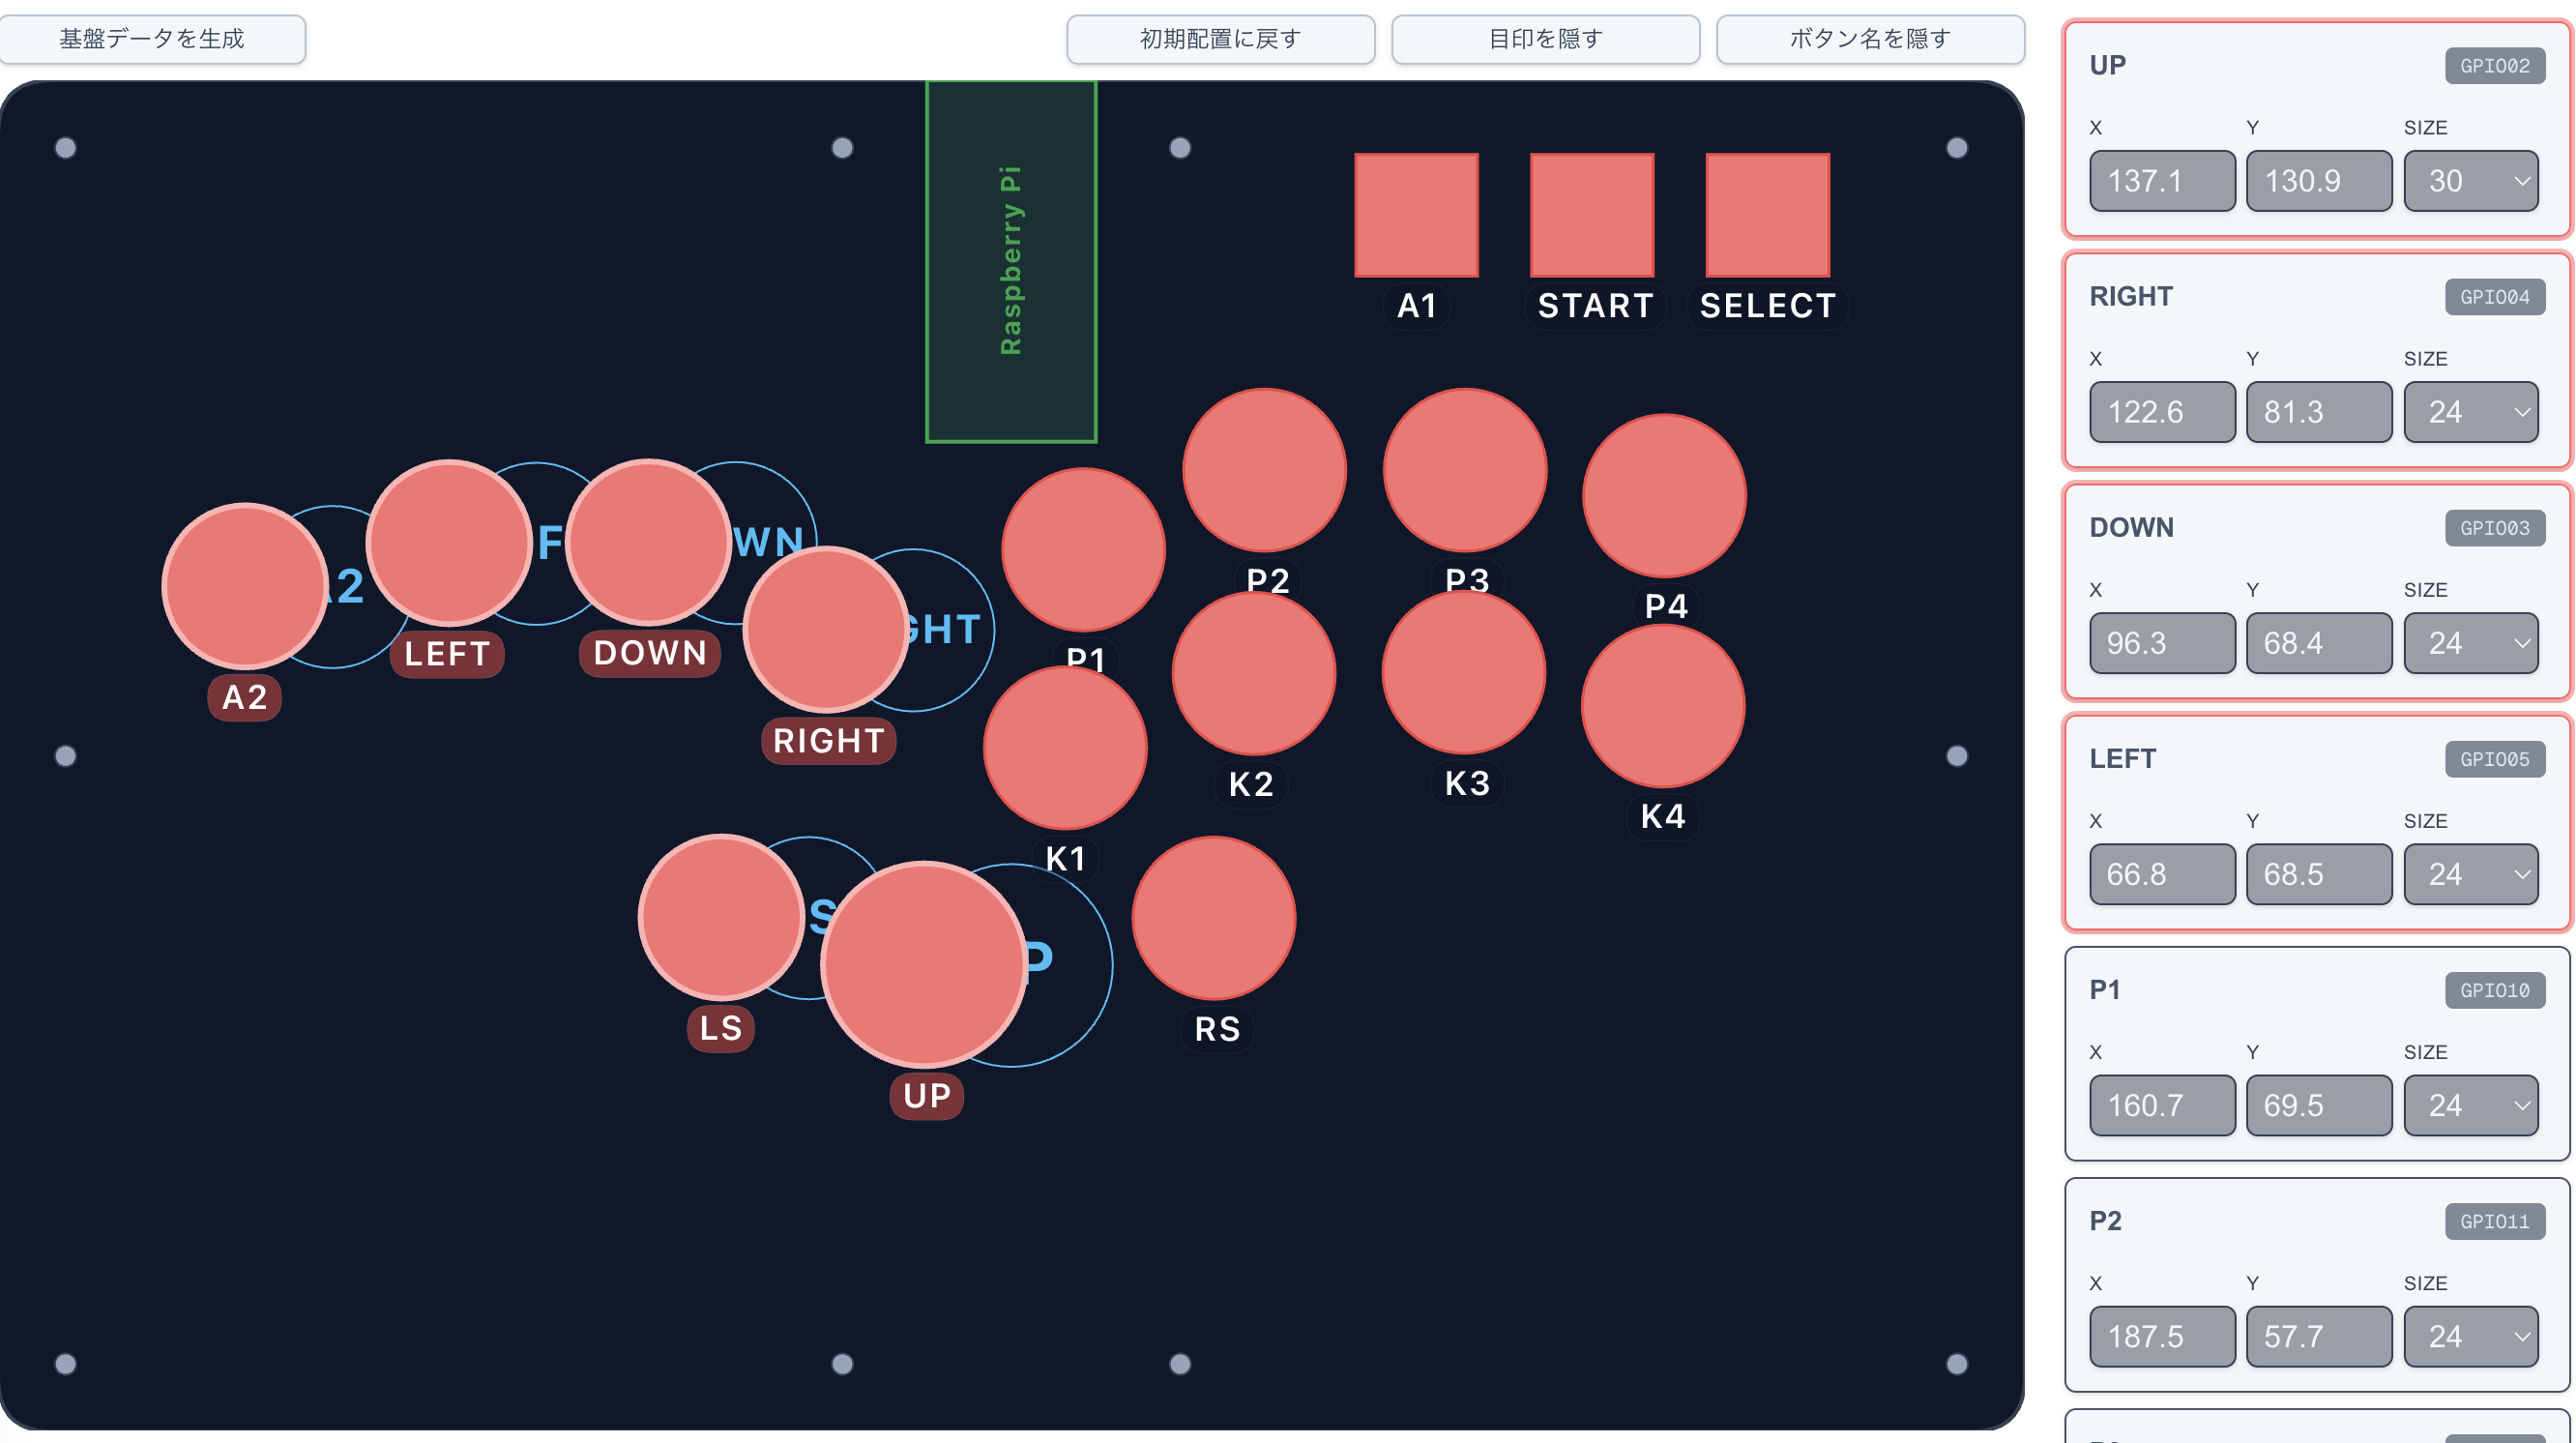 基盤データを生成
初期配置に戻す
目印を隠す
ボタン名を隠す
Raspberry Pi
A1
START
SELECT
P2
P3
P4
P1
A2
LEFT
DOWN
RIGHT
K2
K3
K4
K1
LS
UP
RS
UP
GPIO02
X
Y
SIZE
137.1
130.9
30
RIGHT
GPIO04
X
Y
SIZE
122.6
81.3
24
DOWN
GPIO03
X
Y
SIZE
96.3
68.4
24
LEFT
GPIO05
X
Y
SIZE
66.8
68.5
24
P1
GPIO10
X
Y
SIZE
160.7
69.5
24
P2
GPIO11
X
Y
SIZE
187.5
57.7
24